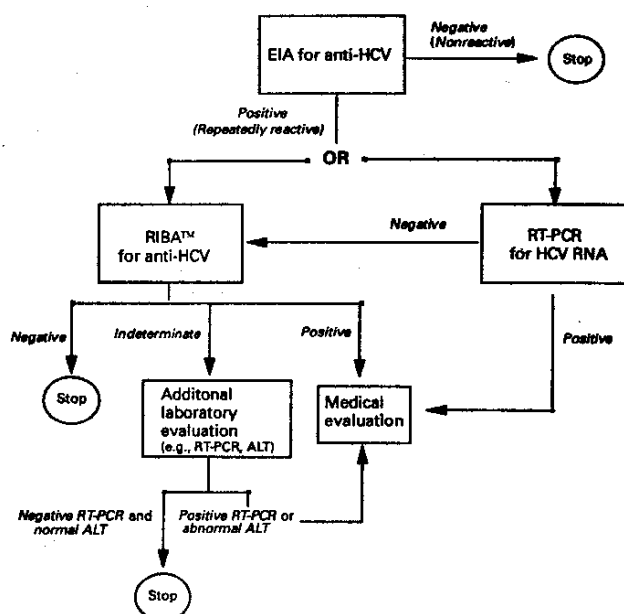 EIA for anti-HCV
Negative
(Nonreactive)
Stop
Positive
(Repeatedly reactive)
OR
RIBA™
for anti-HCV
Negative
RT-PCR
for HCV RNA
Negative
Indeterminate
Positive
Positive
Stop
Additonal
laboratory
evaluation
(e.g., RT-PCR, ALT)
Medical
evaluation
Negative RT-PCR and
normal ALT
Positive RT-PCR or
abnormal ALT
Stop